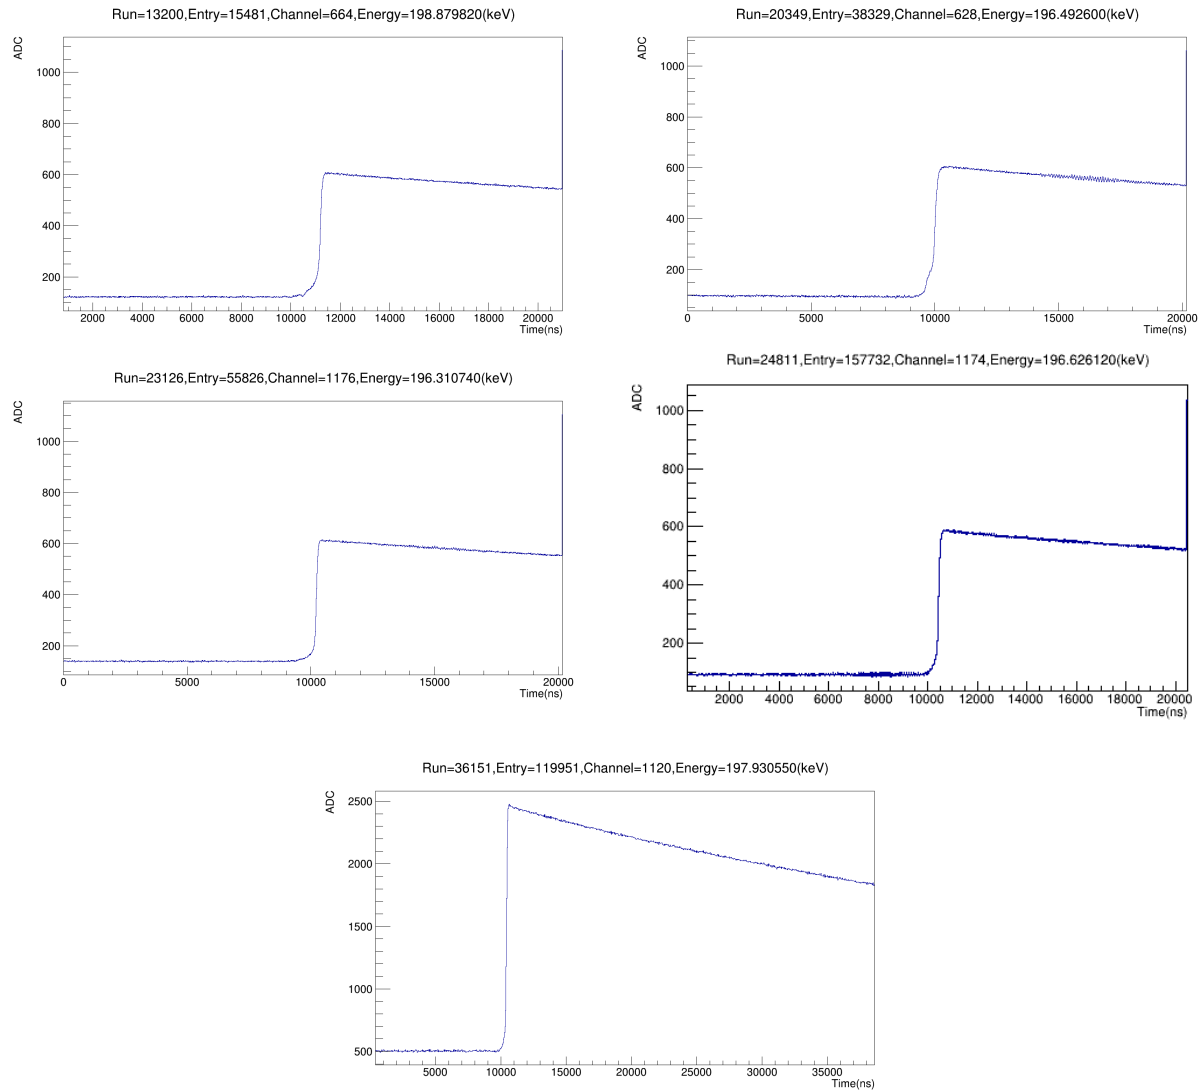 Run=13200,Entry=15481,Channel=664,Energy=198.879820(keV)
ADC
1000
800
600
400
200
2000 4000 6000 8000 10000 12000 14000 16000 18000 20000
Time(ns)
Run=20349,Entry=38329,Channel=628,Energy=196.492600(keV)
ADC
1000
800
600
400
200
0 5000 10000 15000 20000
Time(ns)
Run=23126,Entry=55826,Channel=1176,Energy=196.310740(keV)
ADC
1000
800
600
400
200
0 5000 10000 15000 20000
Time(ns)
Run=24811,Entry=157732,Channel=1174,Energy=196.626120(keV)
ADC
1000
800
600
400
200
2000 4000 6000 8000 10000 12000 14000 16000 18000 20000
Time(ns)
Run=36151,Entry=119951,Channel=1120,Energy=197.930550(keV)
ADC
2500
2000
1500
1000
500
5000 10000 15000 20000 25000 30000 35000
Time(ns)